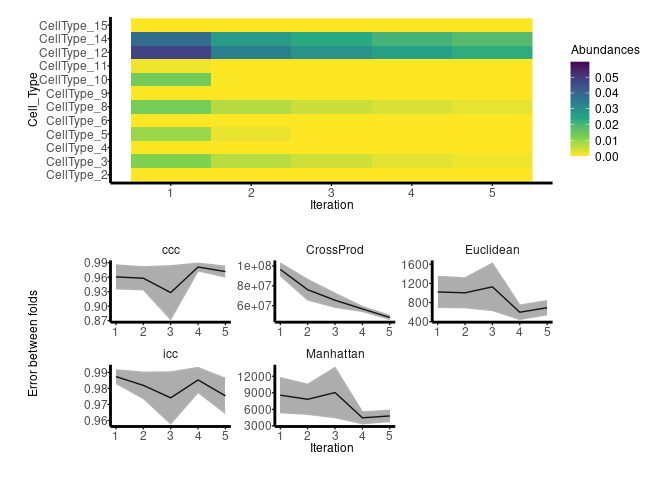 CellType_15
CellType_14
CellType_12
CellType_11
CellType_10
CellType_9
CellType_8
CellType_6
CellType_5
CellType_4
CellType_3
CellType_2
Cell_Type
1 2 3 4 5
Iteration
Abundances
0.05
0.04
0.03
0.02
0.01
0.00
Error between folds
ccc
0.99
0.96
0.93
0.90
0.87
1 2 3 4 5
CrossProd
1e+08
8e+07
6e+07
1 2 3 4 5
Euclidean
1600
1200
800
400
1 2 3 4 5
icc
0.99
0.98
0.97
0.96
1 2 3 4 5
Manhattan
12000
9000
6000
3000
1 2 3 4 5
Iteration